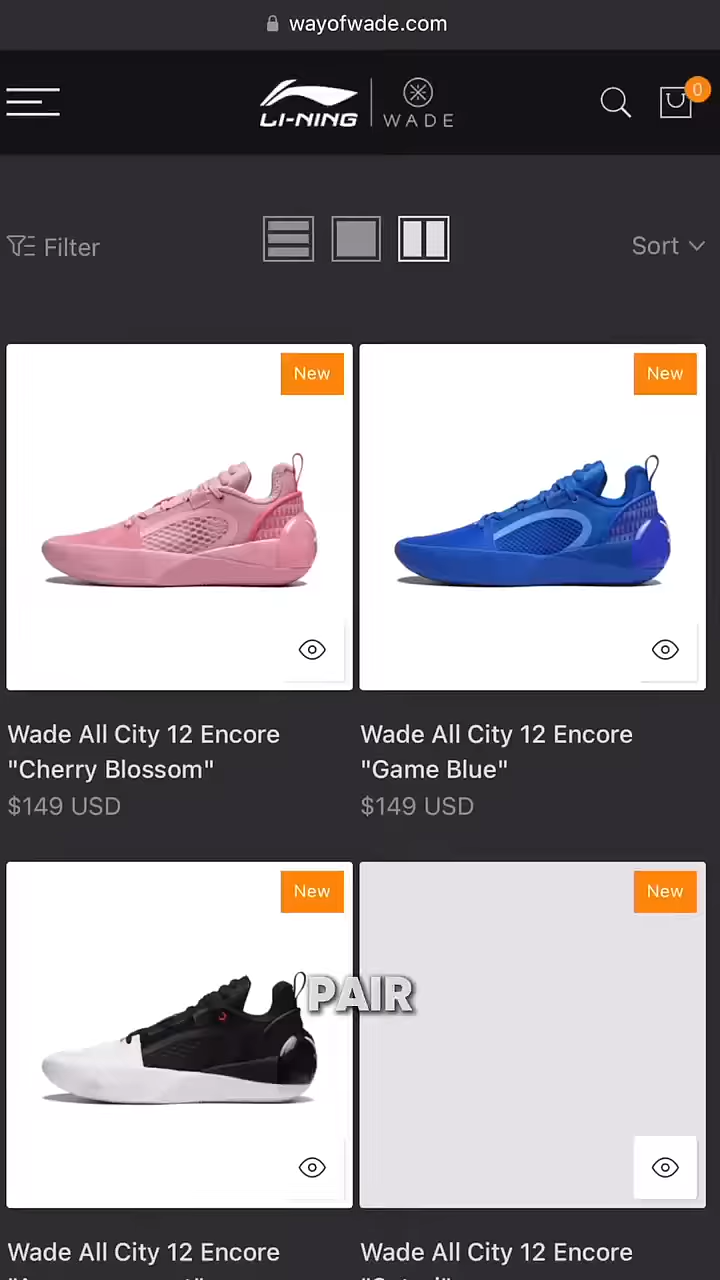 wayofwade.com
LI-NING WADE
0
Filter
Sort
New
New
Wade All City 12 Encore
"Cherry Blossom"
$149 USD
Wade All City 12 Encore
"Game Blue"
$149 USD
New
New
PAIR
Wade All City 12 Encore
Wade All City 12 Encore